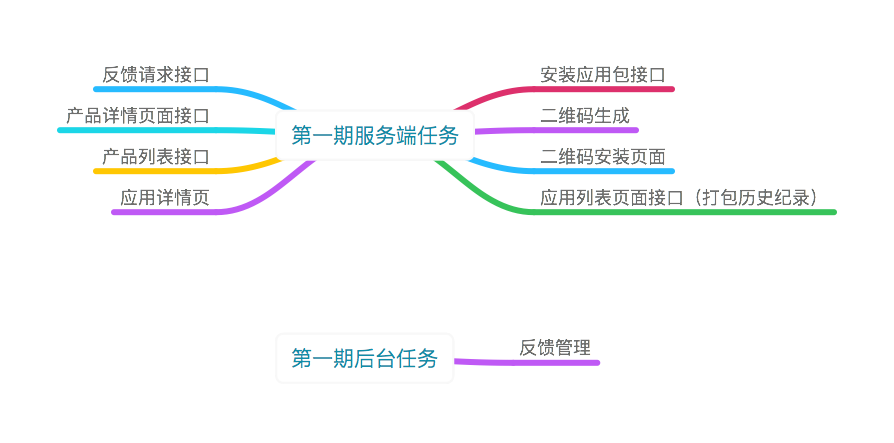 反馈请求接口
产品详情页面接口
产品列表接口
应用详情页
第一期服务端任务
安装应用包接口
二维码生成
二维码安装页面
应用列表页面接口（打包历史纪录）
第一期后台任务
反馈管理